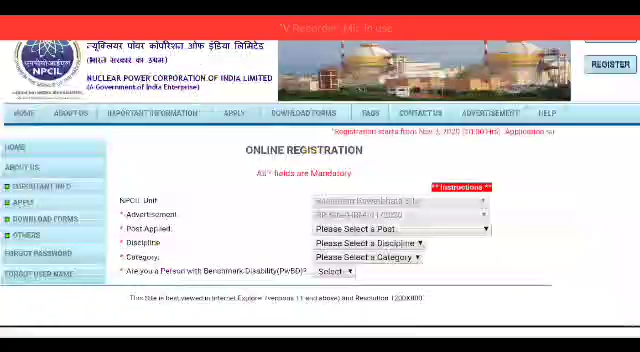 V Recorder: Mic in use
न्यूक्लियर पावर कॉर्पोरेशन ऑफ इंडिया लिमिटेड
(भारत सरकार का उद्यम)
NUCLEAR POWER CORPORATION OF INDIA LIMITED
(A Government of India Enterprise)
एनपीसीआईएल
NPCIL
REGISTER
HOME ABOUT US IMPORTANT INFORMATION APPLY DOWNLOAD FORMS FAQS CONTACT US ADVERTISEMENT HELP
"Registration starts from Nov 3, 2020 (10:00 Hrs). Application
HOME
ABOUT US
IMPORTANT INFO
APPLY
DOWNLOAD FORMS
OTHERS
FORGOT PASSWORD
FORGOT USER NAME
ONLINE REGISTRATION
All * fields are Mandatory
** Instructions **
NPCIL Unit
* Advertisement
* Post Applied: Please Select a Post
* Discipline Please Select a Discipline
* Category: Please Select a Category
* Are you a Person with Benchmark Disability(PwBD)? Select
This Site is best viewed in Internet Explorer (versions 11 and above) and Resolution 1200X800